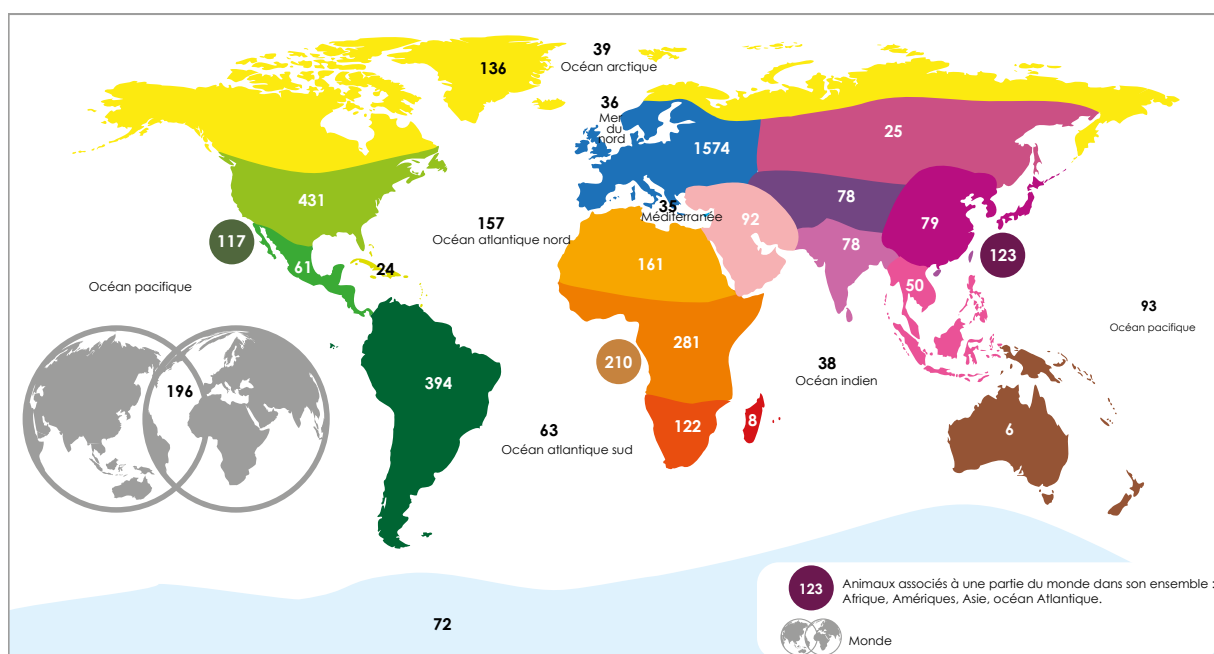 39
Océan arctique
136
36
Mer
du
nord
1574
25
431
35
Méditerranée
92
78
79
78
117
157
Océan atlantique nord
123
61
24
161
50
Océan pacifique
93
Océan pacifique
281
210
38
Océan indien
196
394
122
8
6
63
Océan atlantique sud
72
123
Animaux associés à une partie du monde dans son ensemble :
Afrique, Amériques, Asie, océan Atlantique.
Monde